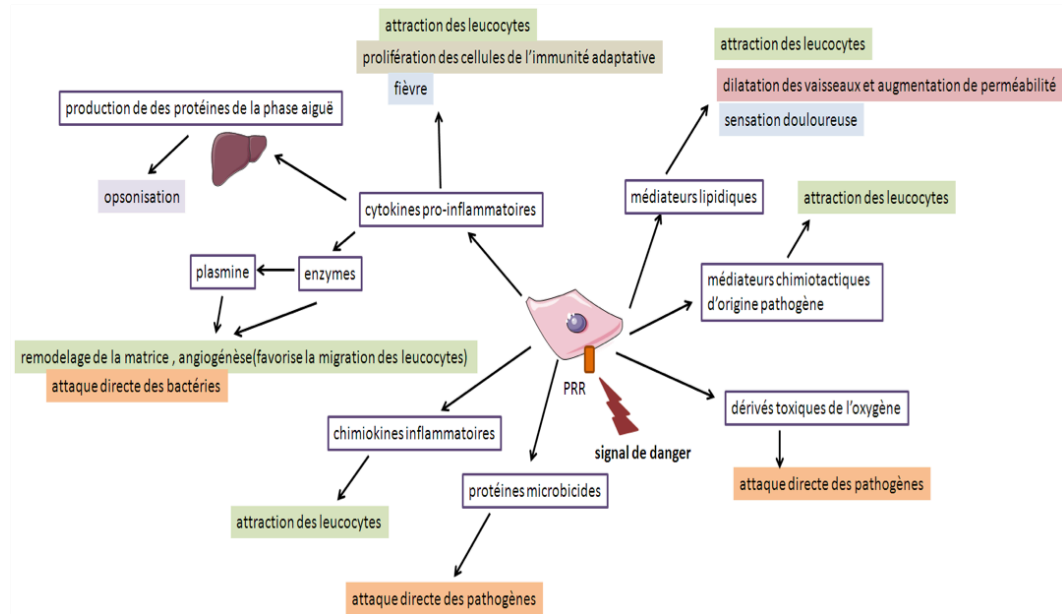 attraction des leucocytes
prolifération des cellules de l'immunité adaptative
fièvre
attraction des leucocytes
dilatation des vaisseaux et augmentation de perméabilité
sensation douloureuse
production de des protéines de la phase aiguë
opsonisation
cytokines pro-inflammatoires
médiateurs lipidiques
attraction des leucocytes
plasmine
enzymes
médiateurs chimiotactiques
d'origine pathogène
remodelage de la matrice , angiogénèse(favorise la migration des leucocytes)
attaque directe des bactéries
PRR
signal de danger
dérivés toxiques de l'oxygène
attaque directe des pathogènes
chimiokines inflammatoires
attraction des leucocytes
protéines microbicides
attaque directe des pathogènes